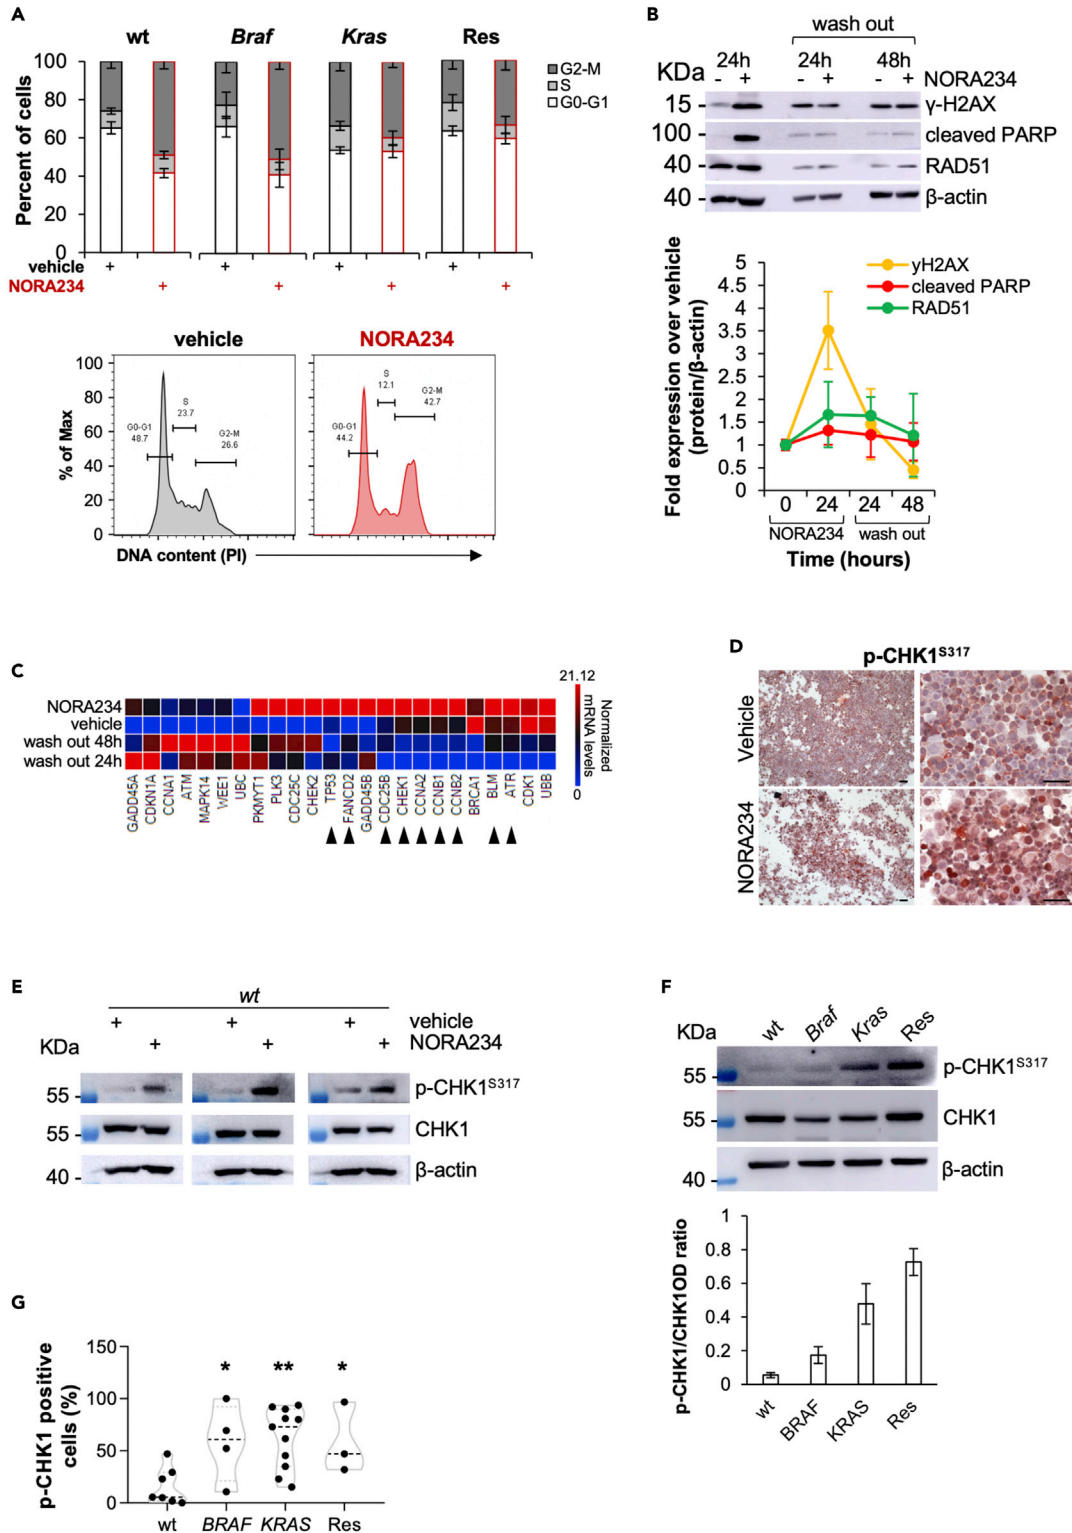 A
wt Braf Kras Res
Percent of cells
100
80
60
40
20
0
G2-M
S
G0-G1
vehicle + + + +
NORA234 + + + +
vehicle NORA234
% of Max
100
80
60
40
20
0
G0-G1
48.7
S
23.7
G2-M
26.6
G0-G1
44.2
S
12.1
G2-M
42.7
DNA content (PI)
B
wash out
24h 24h 48h
KDa - + - + - + NORA234
15 γ-H2AX
100 cleaved PARP
40 RAD51
40 β-actin
Fold expression over vehicle
(protein/β-actin)
5
4.5
4
3.5
3
2.5
2
1.5
1
0.5
0
yH2AX
cleaved PARP
RAD51
0 24 24 48
NORA234 wash out
Time (hours)
C
NORA234
vehicle
wash out 48h
wash out 24h
GADD45A
CDKN1A
CCNA1
ATM
MAPK14
WEE1
UBC
PKMYT1
PLK3
CDC25C
CHEK2
TP53
FANCD2
GADD45B
CDC25B
CHEK1
CCNA2
CCNB1
CCNB2
BRCA1
BLM
ATR
CDK1
UBB
21.12
0
Normalized
mRNA levels
D
p-CHK1S317
Vehicle
NORA234
E
wt
+ + + vehicle
KDa + + + NORA234
55 p-CHK1S317
55 CHK1
40 β-actin
F
KDa wt Braf Kras Res
55 p-CHK1S317
55 CHK1
40 β-actin
p-CHK1/CHK1OD ratio
1
0.8
0.6
0.4
0.2
0
wt BRAF KRAS Res
G
p-CHK1 positive
cells (%)
150
100
50
0
* ** *
wt BRAF KRAS Res